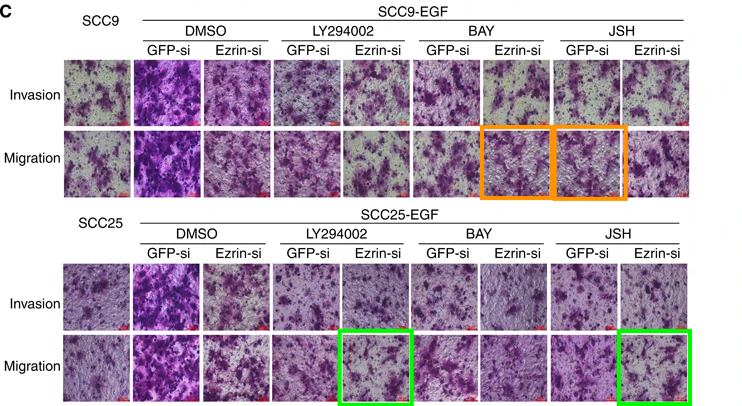 C
SCC9
SCC9-EGF
DMSO LY294002 BAY JSH
GFP-si Ezrin-si GFP-si Ezrin-si GFP-si Ezrin-si GFP-si Ezrin-si
Invasion
Migration
SCC25
SCC25-EGF
DMSO LY294002 BAY JSH
GFP-si Ezrin-si GFP-si Ezrin-si GFP-si Ezrin-si GFP-si Ezrin-si
Invasion
Migration